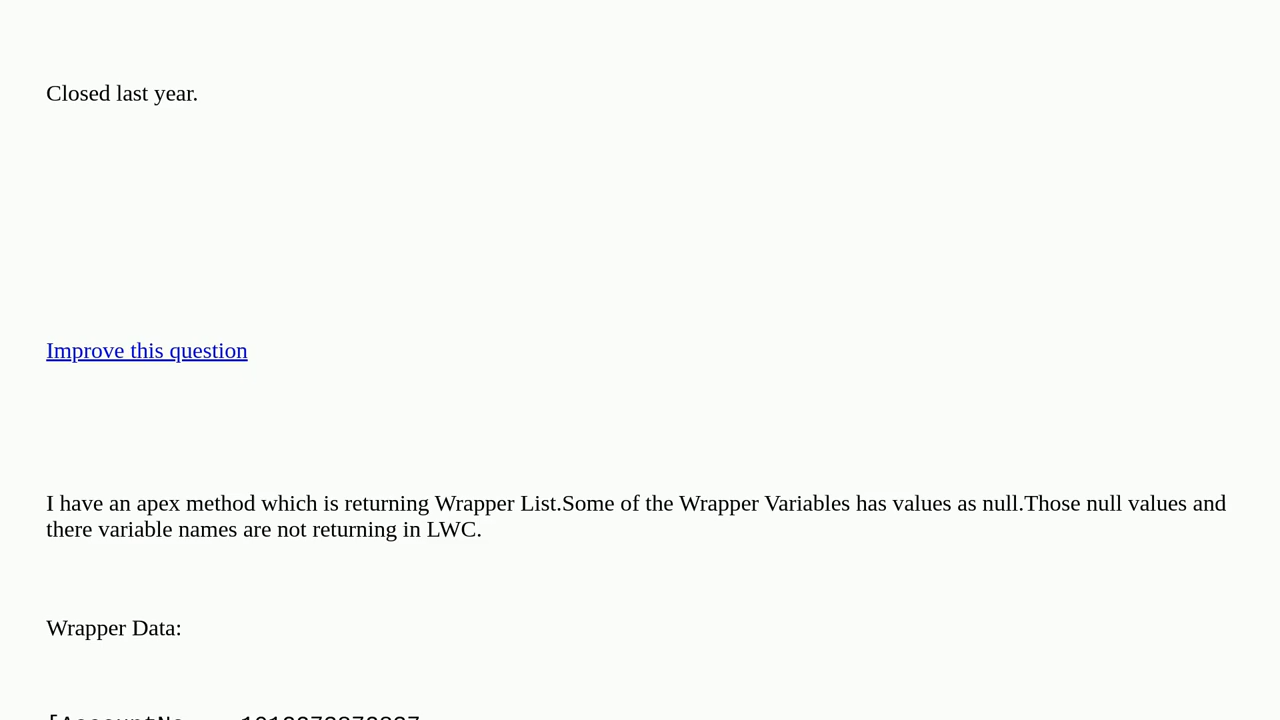 Closed last year.
Improve this question
I have an apex method which is returning Wrapper List.Some of the Wrapper Variables has values as null.Those null values and
there variable names are not returning in LWC.
Wrapper Data: